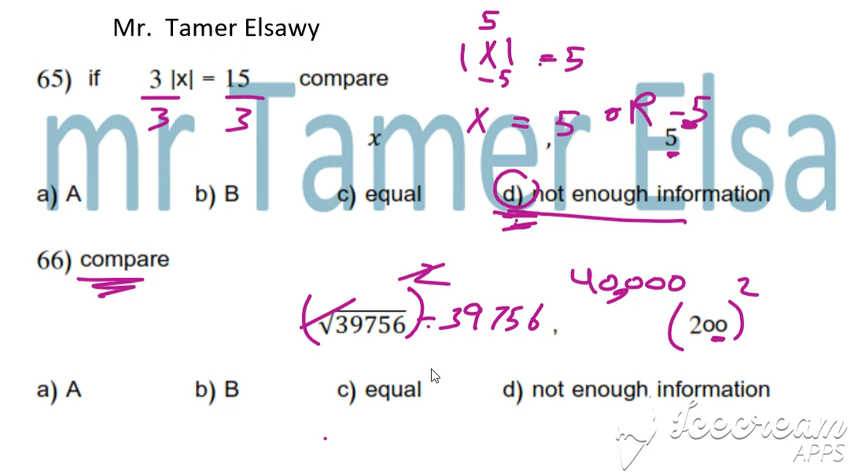 Mr. Tamer Elsawy
5
|x| = 5
-5
65) if 3 |x| = 15 compare
3 3
x = 5 OR -5
x , 5
mr Tamer Elsa
a) A b) B c) equal d) not enough information
66) compare
40,000
(√39756)² = 39756 , (200)²
a) A b) B c) equal d) not enough information
Icecream
APPS